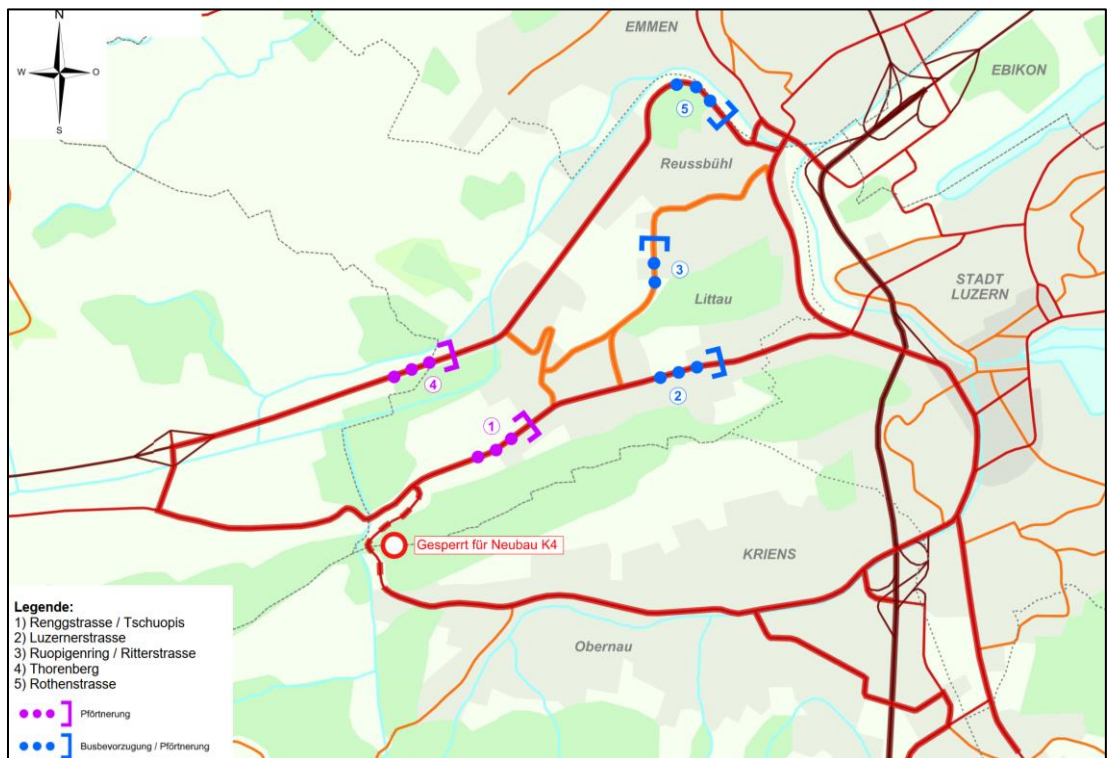 N
W
O
S
EMMEN
EBIKON
5
Reussbühl
3
STADT
LUZERN
Littau
4
2
1
Gesperrt für Neubau K4
KRIENS
Obernau
Legende:
1) Renggstrasse / Tschuopis
2) Luzernerstrasse
3) Ruopigenring / Ritterstrasse
4) Thorenberg
5) Rothenstrasse
Pförtnerung
Busbevorzugung / Pförtnerung